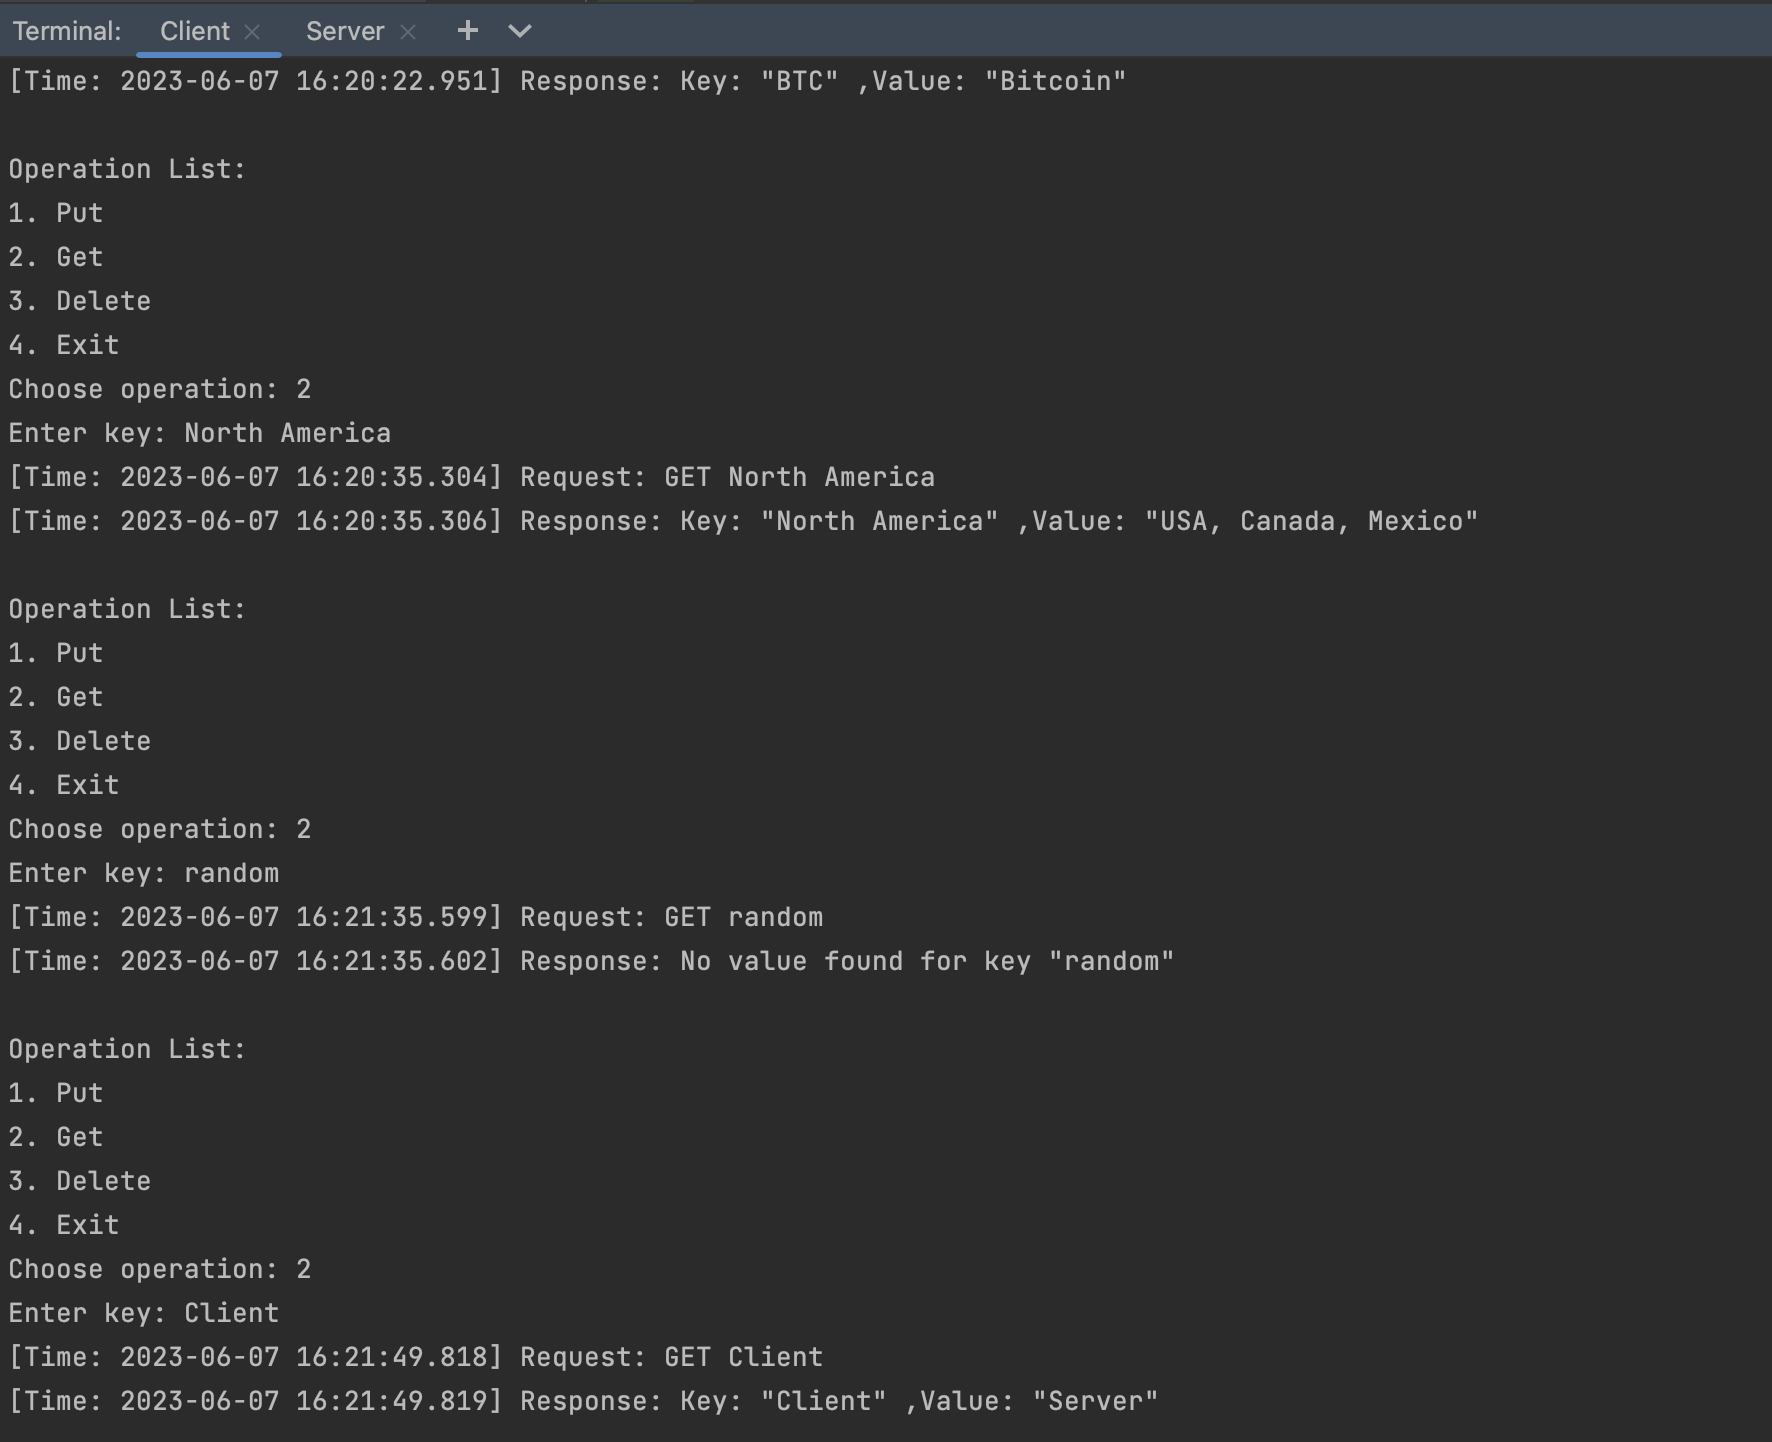 Terminal: Client Server
[Time: 2023-06-07 16:20:22.951] Response: Key: "BTC" ,Value: "Bitcoin"
Operation List:
1. Put
2. Get
3. Delete
4. Exit
Choose operation: 2
Enter key: North America
[Time: 2023-06-07 16:20:35.304] Request: GET North America
[Time: 2023-06-07 16:20:35.306] Response: Key: "North America" ,Value: "USA, Canada, Mexico"
Operation List:
1. Put
2. Get
3. Delete
4. Exit
Choose operation: 2
Enter key: random
[Time: 2023-06-07 16:21:35.599] Request: GET random
[Time: 2023-06-07 16:21:35.602] Response: No value found for key "random"
Operation List:
1. Put
2. Get
3. Delete
4. Exit
Choose operation: 2
Enter key: Client
[Time: 2023-06-07 16:21:49.818] Request: GET Client
[Time: 2023-06-07 16:21:49.819] Response: Key: "Client" ,Value: "Server"